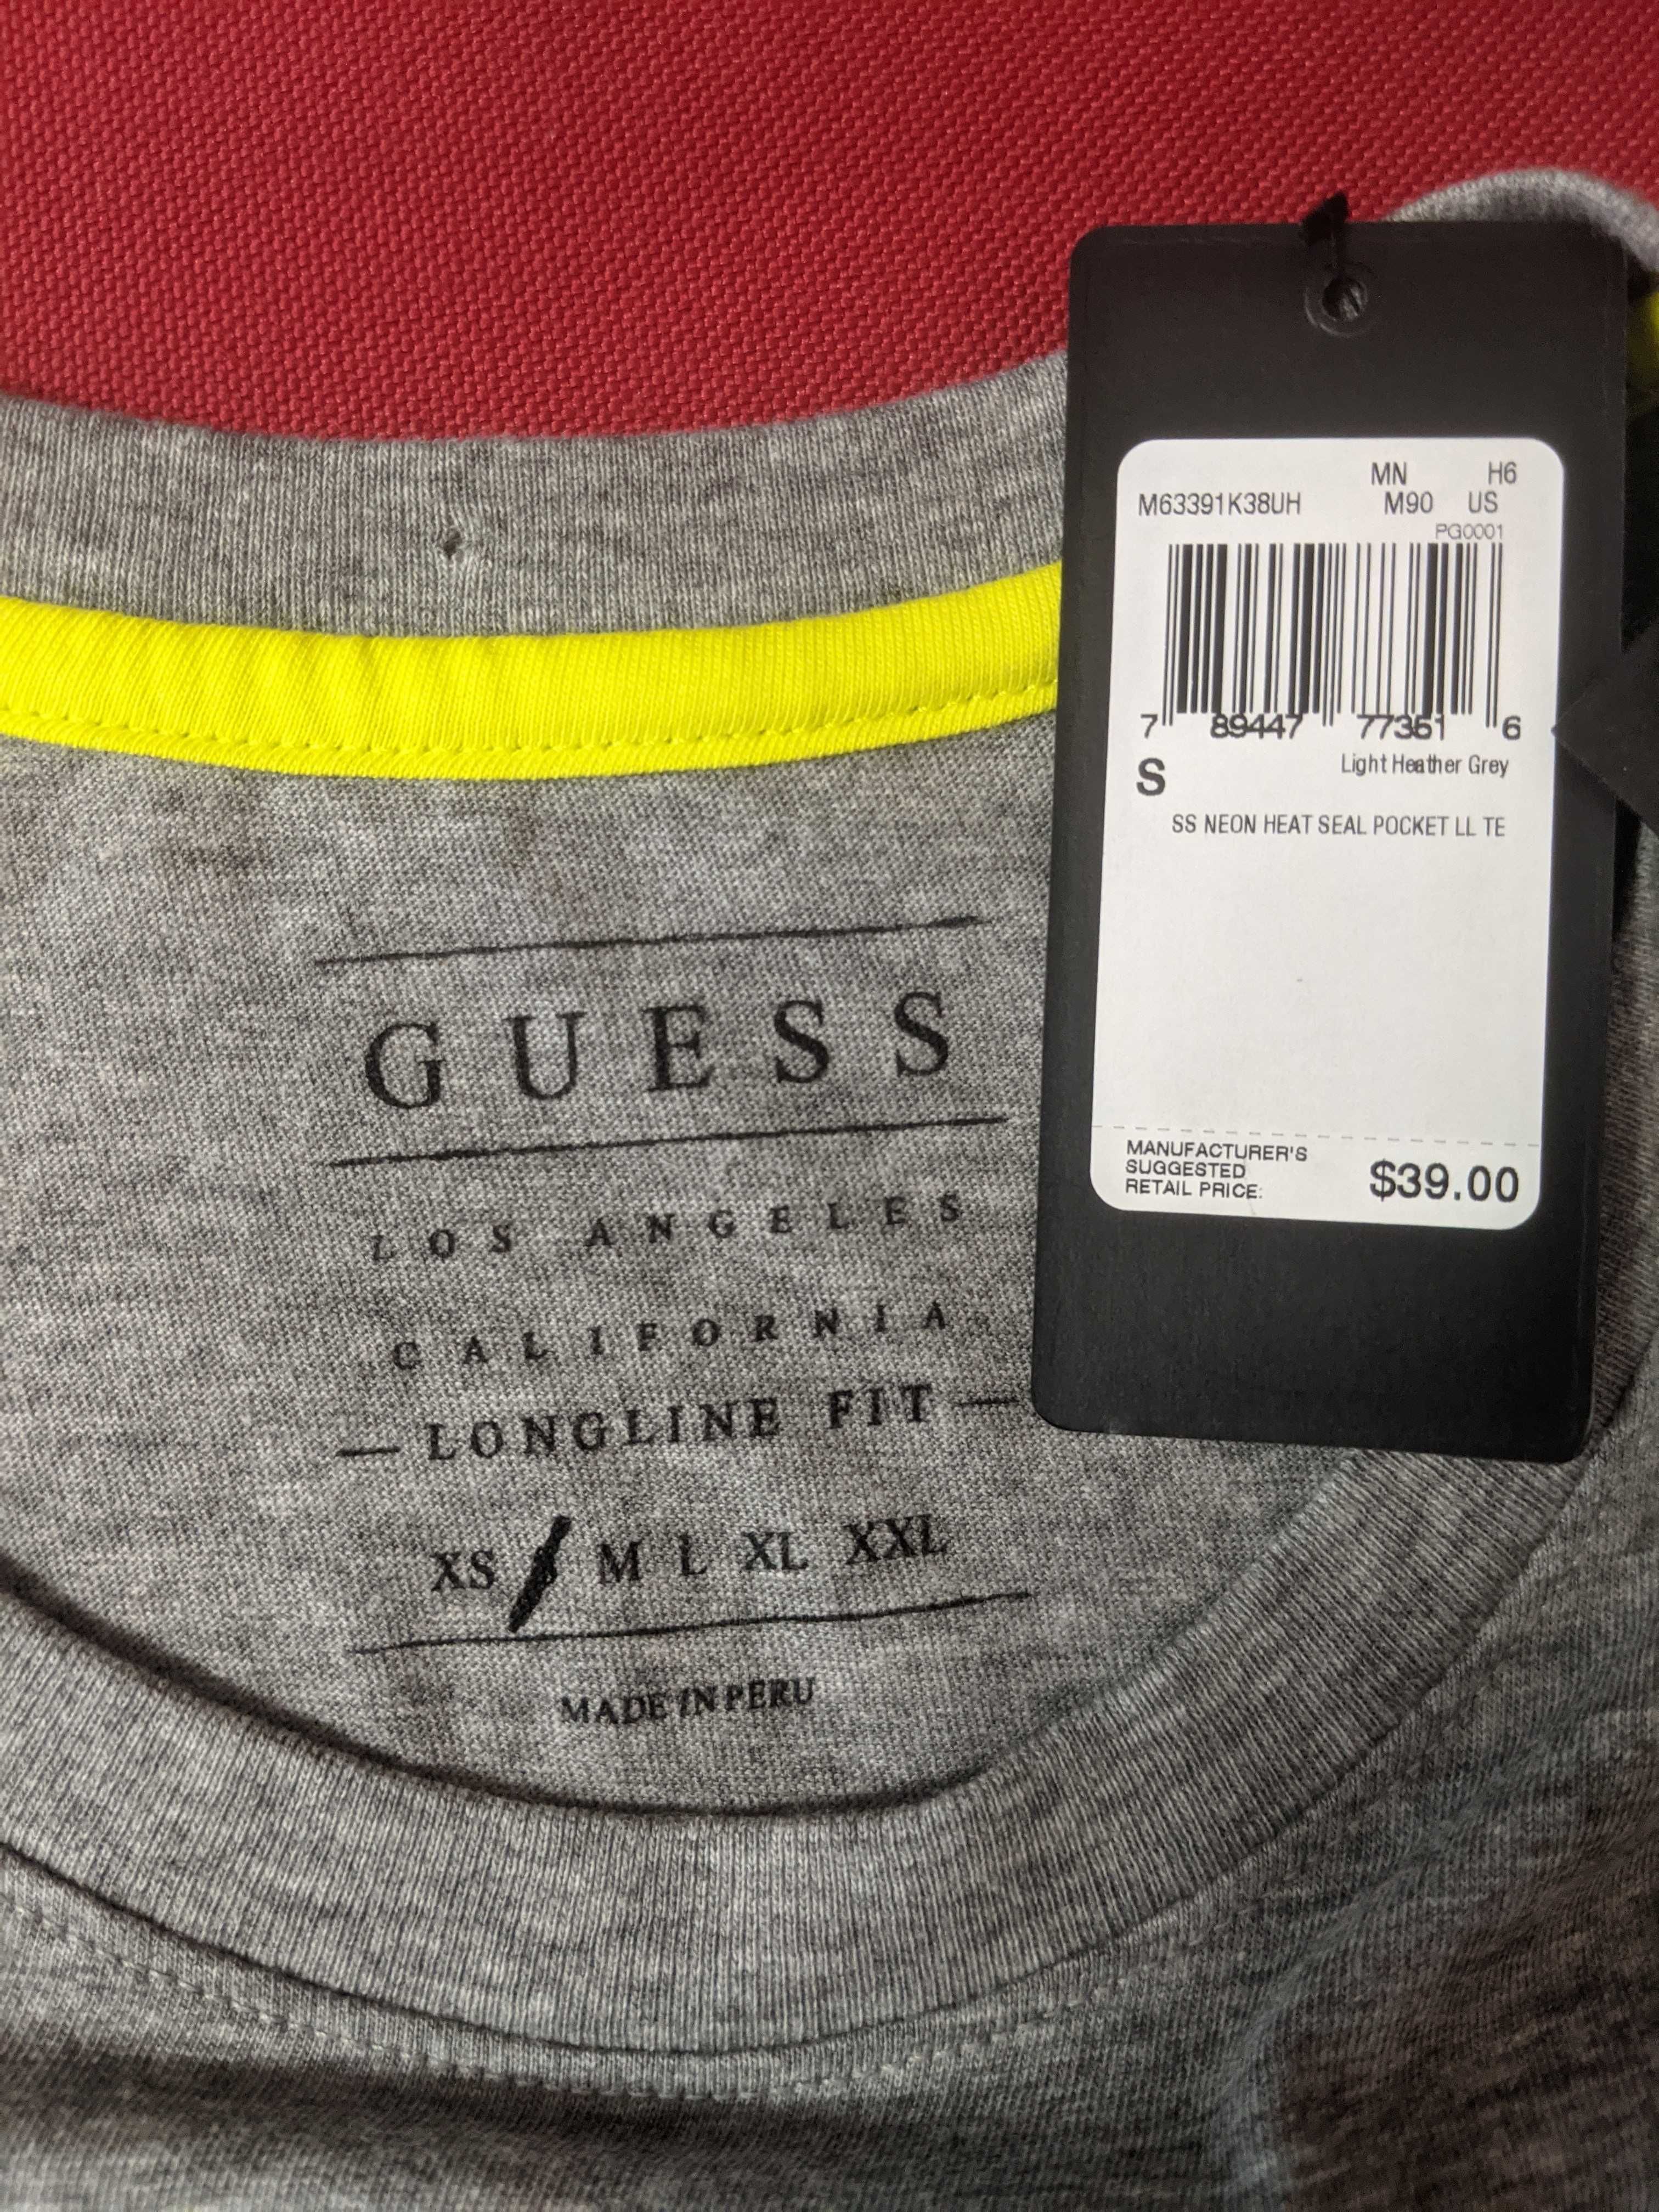 MN H6
M63391K38UH M90 US
PG0001
7 89447 77361 6
S Light Heather Grey
SS NEON HEAT SEAL POCKET LL TE
MANUFACTURER'S
SUGGESTED
RETAIL PRICE: $39.00
GUESS
LOS ANGELES
CALIFORNIA
— LONGLINE FIT —
XS S M L XL XXL
MADE IN PERU